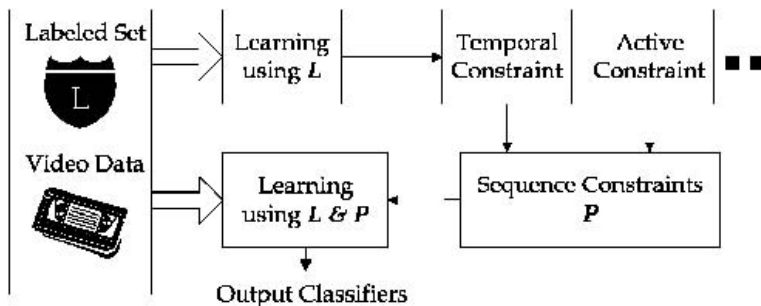 Labeled Set
L
Learning
using L
Temporal
Constraint
Active
Constraint
Video Data
Learning
using L & P
Sequence Constraints
P
Output Classifiers